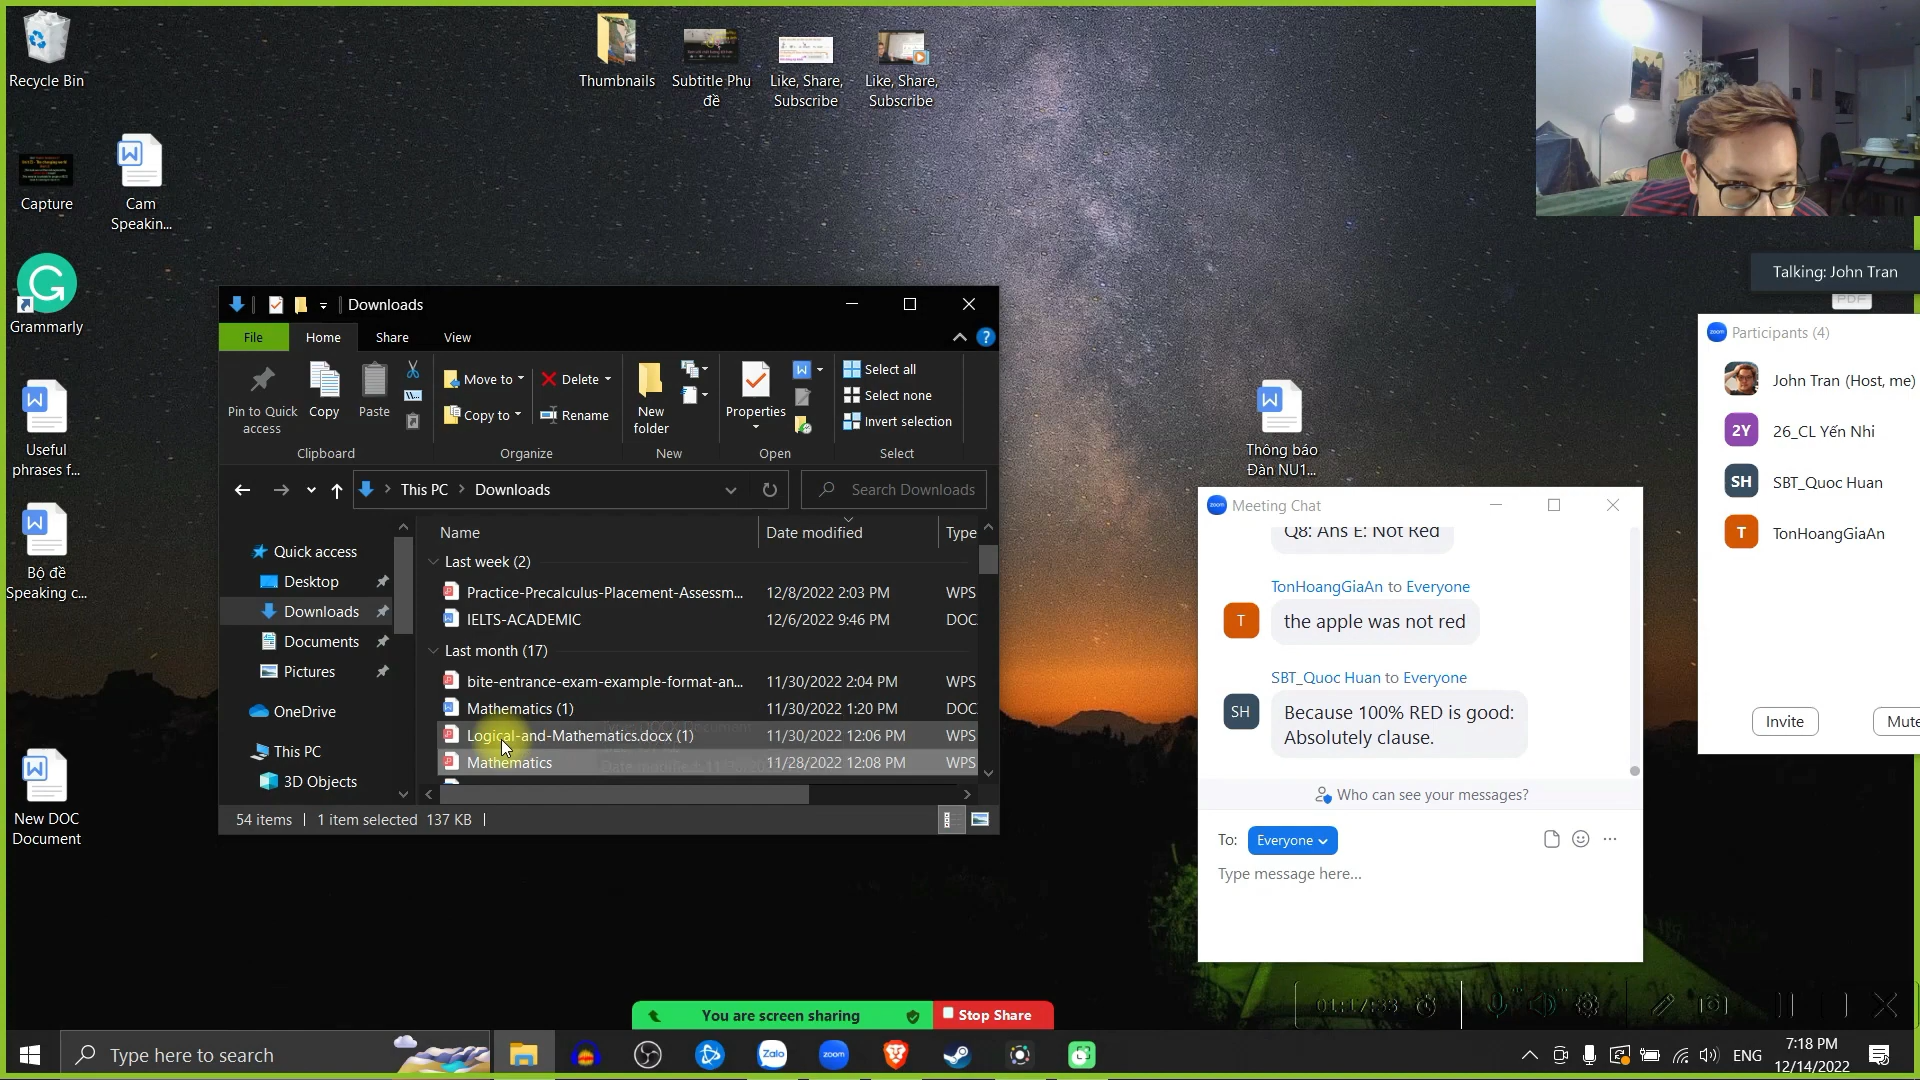 Recycle Bin
Thumbnails
Subtitle Phụ
đề
Like, Share,
Subscribe
Like, Share,
Subscribe
Capture
Cam
Speakin...
Grammarly
Useful
phrases f...
Bộ đề
Speaking c...
New DOC
Document
Thông báo
Đàn NU1...
Talking: John Tran
PDF
Downloads
File
Home
Share
View
Pin to Quick
access
Copy
Paste
Move to
Copy to
Delete
Rename
New
folder
Properties
Select all
Select none
Invert selection
Clipboard
Organize
New
Open
Select
This PC
Downloads
Search Downloads
Quick access
Desktop
Downloads
Documents
Pictures
OneDrive
This PC
3D Objects
Name Date modified Type
Last week (2)
Practice-Precalculus-Placement-Assessm... 12/8/2022 2:03 PM WPS
IELTS-ACADEMIC 12/6/2022 9:46 PM DOC
Last month (17)
bite-entrance-exam-example-format-an... 11/30/2022 2:04 PM WPS
Mathematics (1) 11/30/2022 1:20 PM DOC
Logical-and-Mathematics.docx (1) 11/30/2022 12:06 PM WPS
Mathematics 11/28/2022 12:08 PM WPS
54 items
1 item selected 137 KB
zoom Meeting Chat
Q8: Ans E: Not Red
TonHoangGiaAn to Everyone
T
the apple was not red
SBT_Quoc Huan to Everyone
SH
Because 100% RED is good:
Absolutely clause.
Who can see your messages?
To: Everyone
Type message here...
zoom Participants (4)
John Tran (Host, me)
2Y 26_CL Yến Nhi
SH SBT_Quoc Huan
T TonHoangGiaAn
Invite
Mute
01:17:33
You are screen sharing
Stop Share
Type here to search
Zalo
zoom
ENG
7:18 PM
12/14/2022